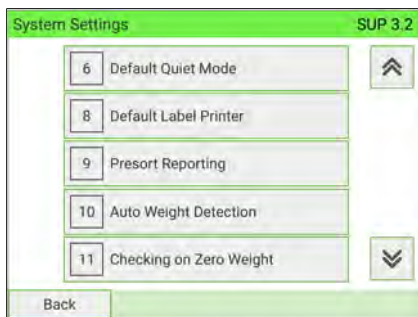 System Settings SUP 3.2
6 Default Quiet Mode
8 Default Label Printer
9 Presort Reporting
10 Auto Weight Detection
11 Checking on Zero Weight
Back